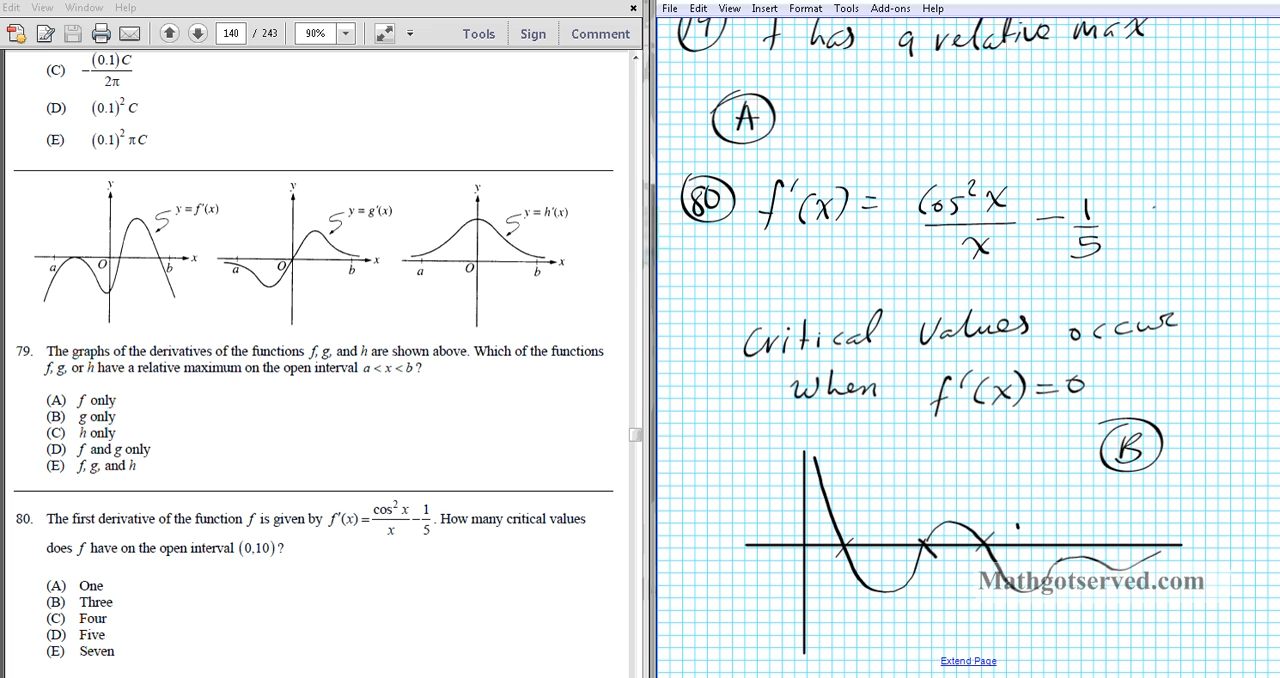 Edit View Window Help
140 / 243 90% Tools Sign Comment
(C) −(0.1)C/2π
(D) (0.1)² C
(E) (0.1)² πC
y y = f′(x) a O b x
y y = g′(x) a O b x
y y = h′(x) a O b x
79. The graphs of the derivatives of the functions f, g, and h are shown above. Which of the functions
f, g, or h have a relative maximum on the open interval a < x < b?
(A) f only
(B) g only
(C) h only
(D) f and g only
(E) f, g, and h
80. The first derivative of the function f is given by f′(x) = cos² x/x − 1/5. How many critical values
does f have on the open interval (0,10)?
(A) One
(B) Three
(C) Four
(D) Five
(E) Seven
File Edit View Insert Format Tools Add-ons Help
f has a relative max
A
80 f′(x) = cos²x/x − 1/5
Critical values occur
when f′(x) = 0
B
Mathgotserved.com
Extend Page